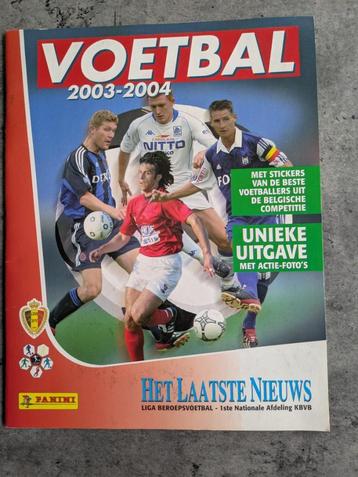 VOETBAL
2003-2004
NITTO
MET STICKERS
VAN DE BESTE
VOETBALLERS UIT
DE BELGISCHE
COMPETITIE
UNIEKE
UITGAVE
MET ACTIE-FOTO'S
PANINI
HET LAATSTE NIEUWS
LIGA BEROEPSVOETBAL - 1ste Nationale Afdeling KBVB